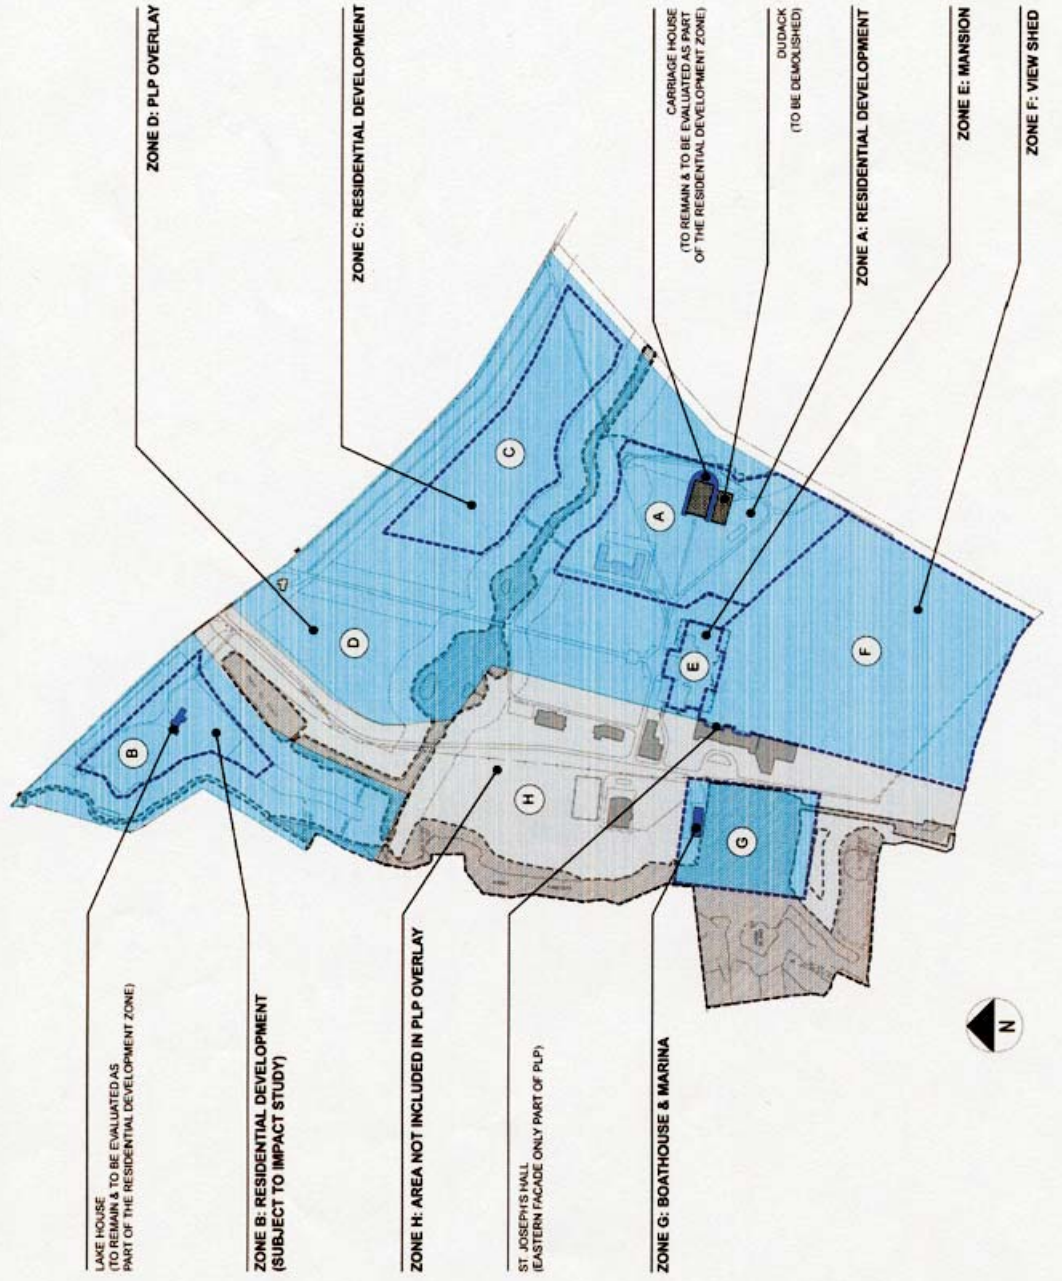 LAKE HOUSE
(TO REMAIN & TO BE EVALUATED AS
PART OF THE RESIDENTIAL DEVELOPMENT ZONE)
ZONE B: RESIDENTIAL DEVELOPMENT
(SUBJECT TO IMPACT STUDY)
ZONE H: AREA NOT INCLUDED IN PLP OVERLAY
ST JOSEPH'S HALL
(EASTERN FACADE ONLY PART OF PLP)
ZONE G: BOATHOUSE & MARINA
ZONE D: PLP OVERLAY
ZONE C: RESIDENTIAL DEVELOPMENT
CARRIAGE HOUSE
(TO REMAIN & TO BE EVALUATED AS PART
OF THE RESIDENTIAL DEVELOPMENT ZONE)
DUDACK
(TO BE DEMOLISHED)
ZONE A: RESIDENTIAL DEVELOPMENT
ZONE E: MANSION
ZONE F: VIEW SHED
B
D
C
A
H
E
G
F
N